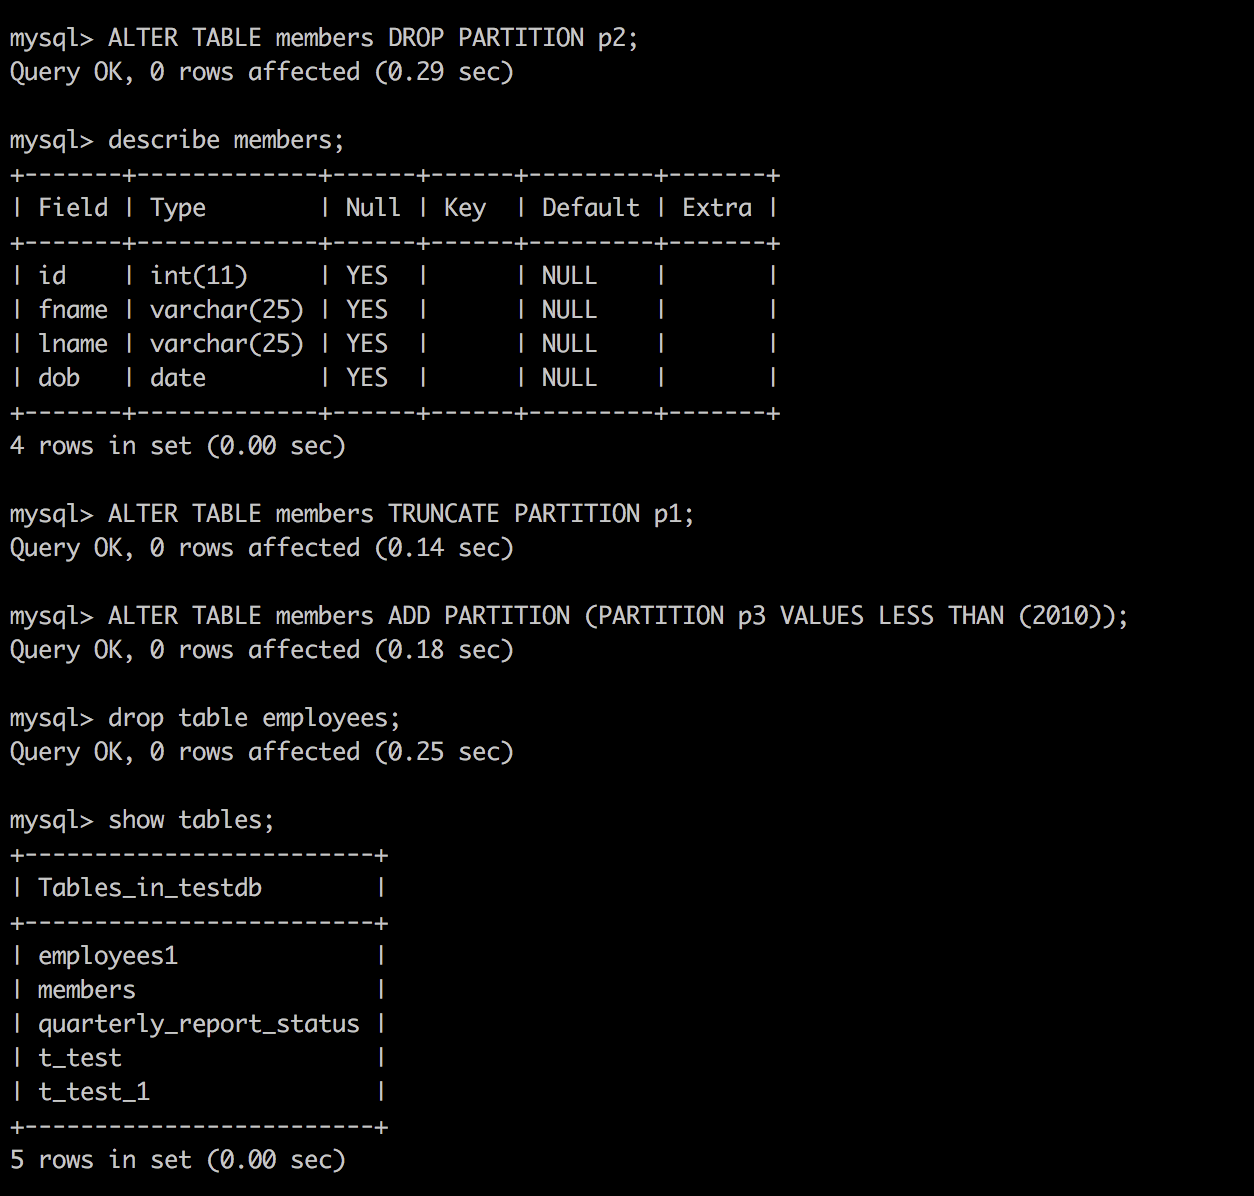 mysql> ALTER TABLE members DROP PARTITION p2;
Query OK, 0 rows affected (0.29 sec)

mysql> describe members;
+-------+-------------+------+------+---------+-------+
| Field | Type        | Null | Key  | Default | Extra |
+-------+-------------+------+------+---------+-------+
| id    | int(11)     | YES  |      | NULL    |       |
| fname | varchar(25) | YES  |      | NULL    |       |
| lname | varchar(25) | YES  |      | NULL    |       |
| dob   | date        | YES  |      | NULL    |       |
+-------+-------------+------+------+---------+-------+
4 rows in set (0.00 sec)

mysql> ALTER TABLE members TRUNCATE PARTITION p1;
Query OK, 0 rows affected (0.14 sec)

mysql> ALTER TABLE members ADD PARTITION (PARTITION p3 VALUES LESS THAN (2010));
Query OK, 0 rows affected (0.18 sec)

mysql> drop table employees;
Query OK, 0 rows affected (0.25 sec)

mysql> show tables;
+-------------------------+
| Tables_in_testdb        |
+-------------------------+
| employees1              |
| members                 |
| quarterly_report_status |
| t_test                  |
| t_test_1                |
+-------------------------+
5 rows in set (0.00 sec)